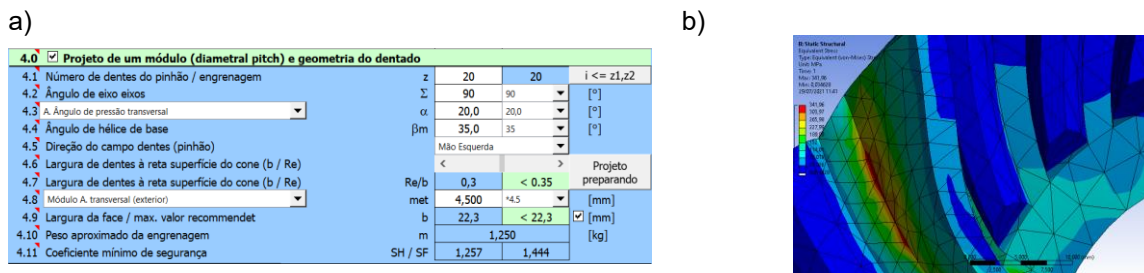 a)
b)
4.0 Projeto de um módulo (diametral pitch) e geometria do dentado
4.1 Número de dentes do pinhão / engrenagem z 20 20 i <= z1,z2
4.2 Ângulo de eixo eixos Σ 90 90 [°]
4.3 A. Ângulo de pressão transversal α 20,0 20,0 [°]
4.4 Ângulo de hélice de base βm 35,0 35 [°]
4.5 Direção do campo dentes (pinhão) Mão Esquerda
4.6 Largura de dentes à reta superfície do cone (b / Re) < > Projeto preparando
4.7 Largura de dentes à reta superfície do cone (b / Re) Re/b 0,3 < 0.35
4.8 Módulo A. transversal (exterior) met 4,500 *4.5 [mm]
4.9 Largura da face / max. valor recommendet b 22,3 < 22,3 [mm]
4.10 Peso aproximado da engrenagem m 1,250 [kg]
4.11 Coeficiente mínimo de segurança SH / SF 1,257 1,444
B: Static Structural
Equivalent Stress
Type: Equivalent (von-Mises) Stress
Unit: MPa
Time: 1